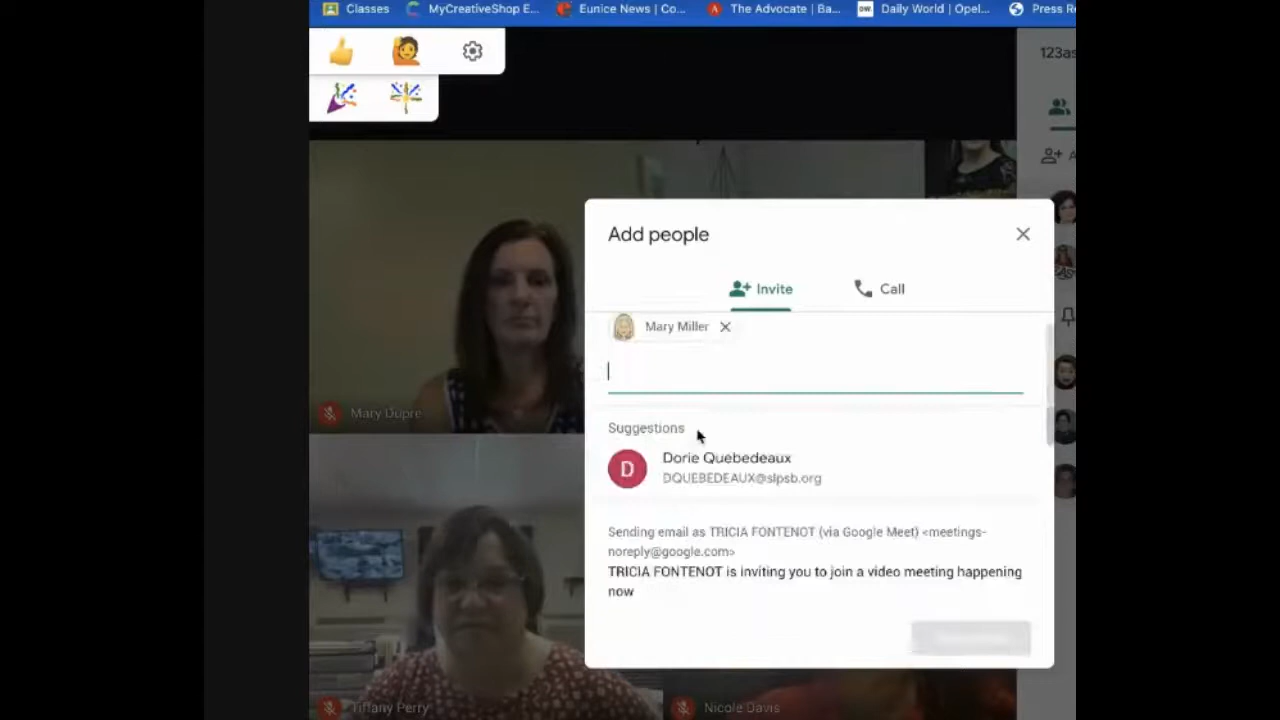 Classes
MyCreativeShop E...
Eunice News | Co...
The Advocate | Ba...
ow.
Daily World | Opel...
Press Re
123as
Add people
Invite
Call
Mary Miller
Suggestions
D
Dorie Quebedeaux
DQUEBEDEAUX@slpsb.org
Sending email as TRICIA FONTENOT (via Google Meet) <meetings-
noreply@google.com>
TRICIA FONTENOT is inviting you to join a video meeting happening
now
Mary Dupre
Tiffany Perry
Nicole Davis